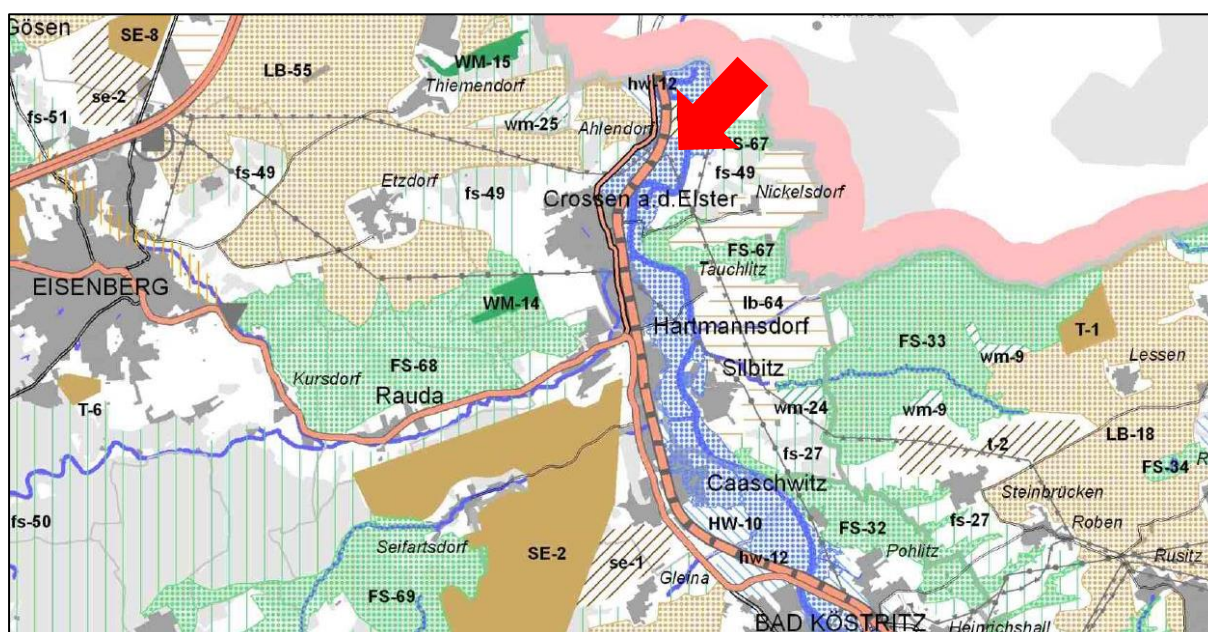 Gösen
SE-8
LB-55
WM-15
Thiemendorf
hw-12
se-2
fs-51
wm-25
Ahlendorf
FS-67
fs-49
Etzdorf
fs-49
fs-49
Nickelsdorf
Crossen a.d.Elster
FS-67
Tauchlitz
EISENBERG
WM-14
lb-64
Hartmannsdorf
T-1
FS-33
wm-9
Lessen
FS-68
Kursdorf
Silbitz
Rauda
T-6
wm-24
wm-9
t-2
LB-18
fs-27
FS-34
Caaschwitz
Steinbrücken
fs-50
HW-10
FS-32
fs-27
Roben
Seifartsdorf
SE-2
se-1
hw-12
Pohlitz
Rusitz
Gleina
FS-69
BAD KÖSTRITZ
Heinrichshall